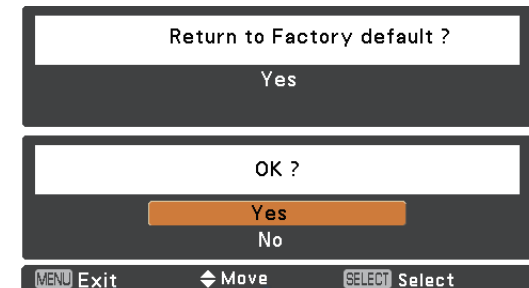 Return to Factory default ?
Yes
OK ?
Yes
No
MENU Exit ◆ Move SELECT Select